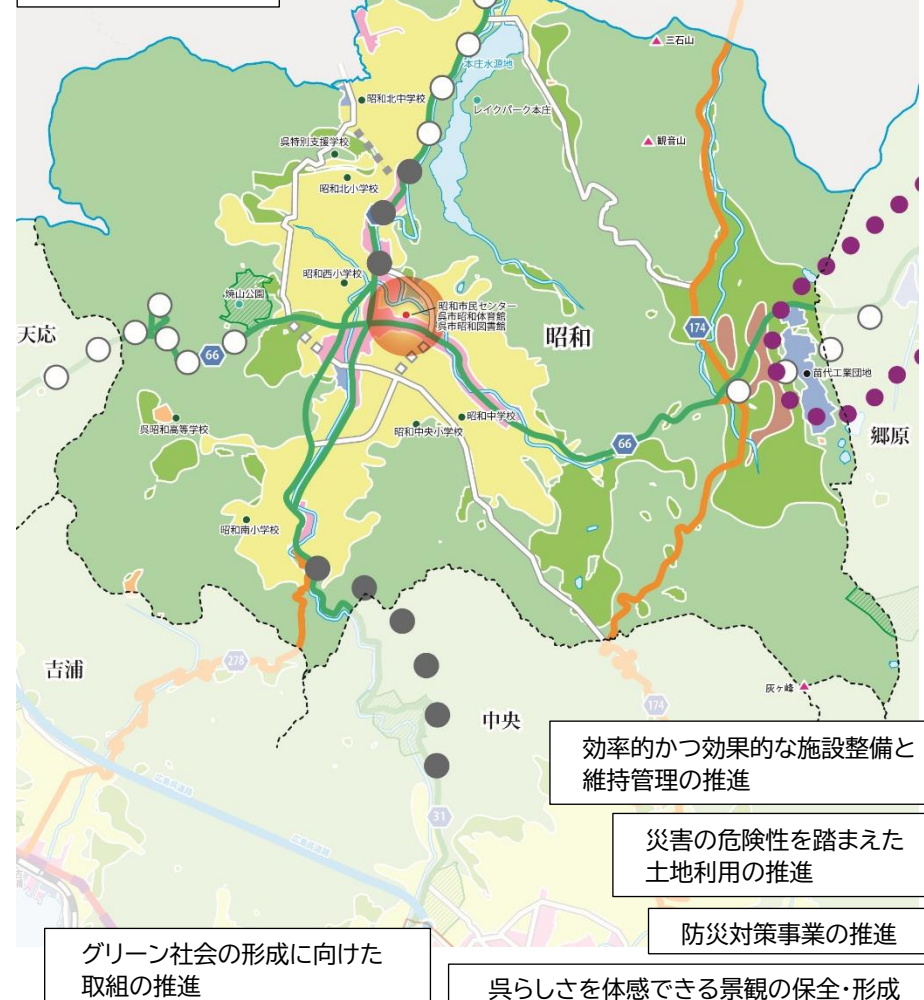 三石山
本庄水源地
昭和北中学校
レイクパーク本庄
呉特別支援学校
観音山
昭和北小学校
昭和西小学校
焼山公園
昭和市民センター
呉市昭和体育館
呉市昭和図書館
昭和
天応
174
66
苗代工業団地
呉昭和高等学校
昭和中央小学校
昭和中学校
66
郷原
昭和南小学校
吉浦
278
灰ヶ峰
174
中央
効率的かつ効果的な施設整備と
維持管理の推進
広島呉道路
31
災害の危険性を踏まえた
土地利用の推進
広島呉道路
防災対策事業の推進
グリーン社会の形成に向けた
取組の推進
呉らしさを体感できる景観の保全・形成